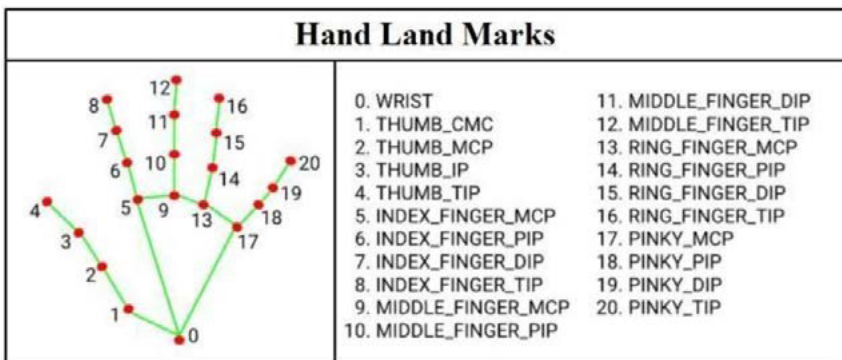 Hand Land Marks
12
8
16
11
7
15
20
6
10
14
19
4
5
9
13
18
3
17
2
1
0
0. WRIST
1. THUMB_CMC
2. THUMB_MCP
3. THUMB_IP
4. THUMB_TIP
5. INDEX_FINGER_MCP
6. INDEX_FINGER_PIP
7. INDEX_FINGER_DIP
8. INDEX_FINGER_TIP
9. MIDDLE_FINGER_MCP
10. MIDDLE_FINGER_PIP
11. MIDDLE_FINGER_DIP
12. MIDDLE_FINGER_TIP
13. RING_FINGER_MCP
14. RING_FINGER_PIP
15. RING_FINGER_DIP
16. RING_FINGER_TIP
17. PINKY_MCP
18. PINKY_PIP
19. PINKY_DIP
20. PINKY_TIP